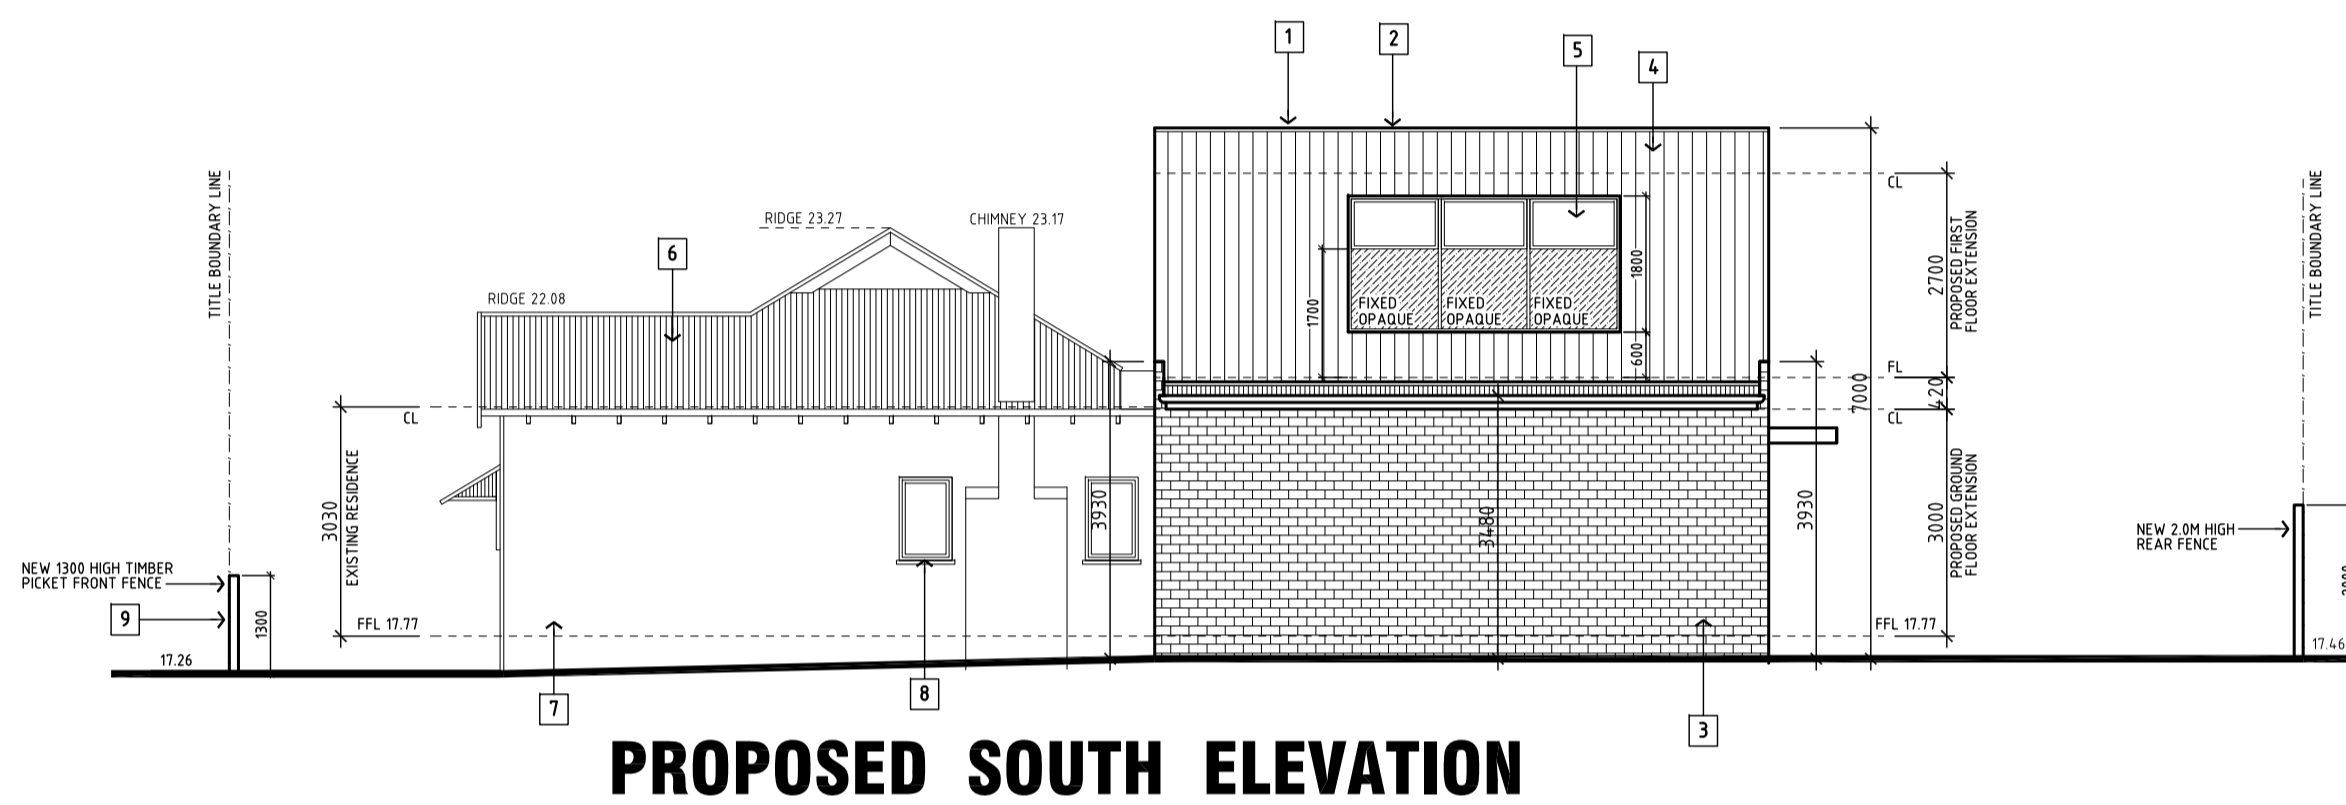 1
2
5
4
TITLE BOUNDARY LINE
TITLE BOUNDARY LINE
CL
RIDGE 23.27
CHIMNEY 23.17
6
RIDGE 22.08
1800
2700
PROPOSED FIRST
FLOOR EXTENSION
1700
FIXED
OPAQUE
FIXED
OPAQUE
FIXED
OPAQUE
600
FL
7000
420
CL
CL
3030
EXISTING RESIDENCE
3930
3480
3930
3000
PROPOSED GROUND
FLOOR EXTENSION
NEW 2.0M HIGH
REAR FENCE
NEW 1300 HIGH TIMBER
PICKET FRONT FENCE
9
1300
FFL 17.77
FFL 17.77
17.26
17.46
7
8
3
PROPOSED SOUTH ELEVATION